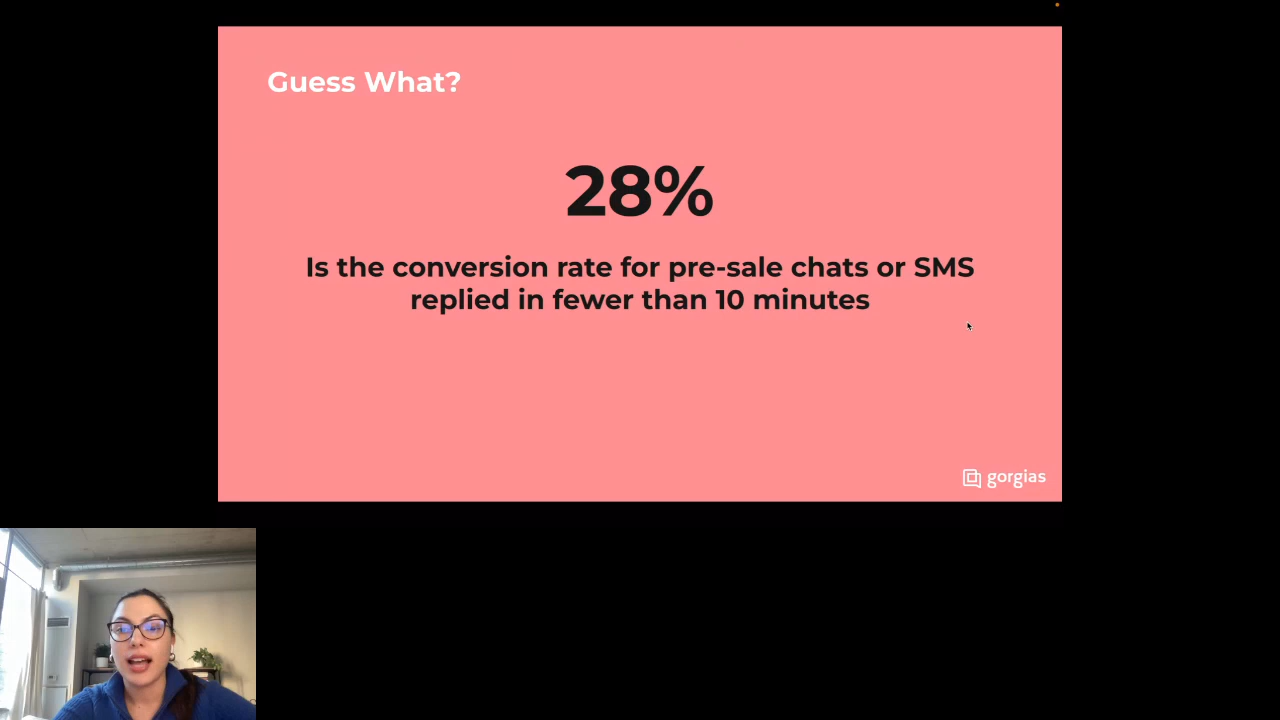 Guess What?
28%
Is the conversion rate for pre-sale chats or SMS
replied in fewer than 10 minutes
gorgias